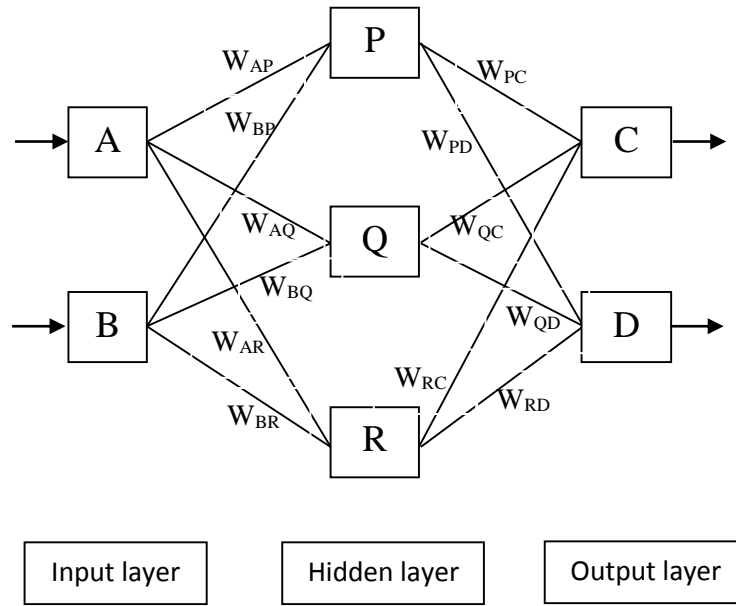 P
W_AP
W_PC
W_BP
A
C
W_PD
W_AQ
Q
W_QC
W_BQ
B
W_QD
D
W_AR
W_RC
W_RD
W_BR
R
Input layer
Hidden layer
Output layer